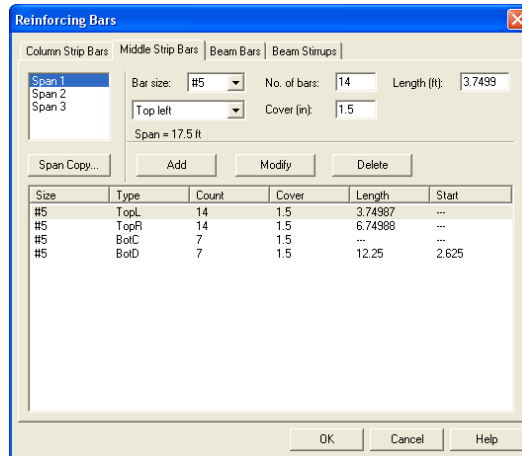 Reinforcing Bars
Column Strip Bars Middle Strip Bars Beam Bars Beam Stirrups
Span 1 Bar size: #5 No. of bars: 14 Length (ft): 3.7499
Span 2
Span 3 Top left Cover (in): 1.5
Span = 17.5 ft
Span Copy... Add Modify Delete
Size Type Count Cover Length Start
#5 TopL 14 1.5 3.74987 ---
#5 TopR 14 1.5 6.74988 ---
#5 BotC 7 1.5 --- ---
#5 BotD 7 1.5 12.25 2.625
OK Cancel Help